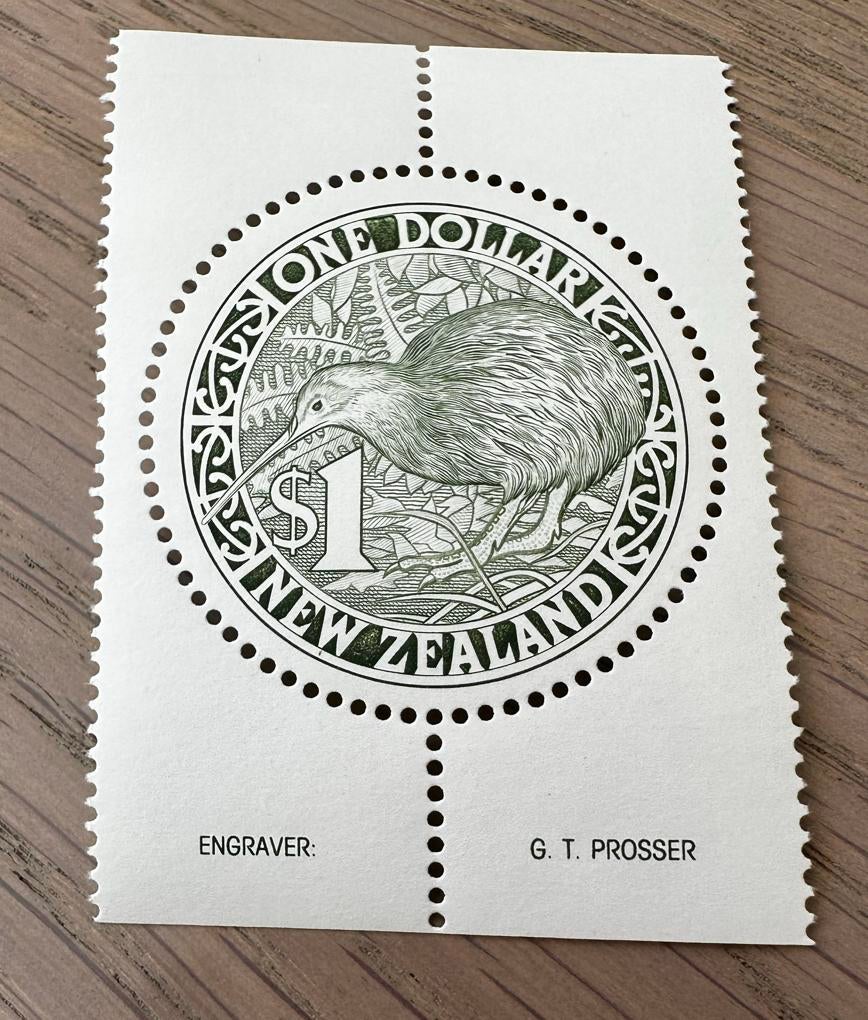 ONE DOLLAR
$1
NEW ZEALAND
ENGRAVER: G. T. PROSSER